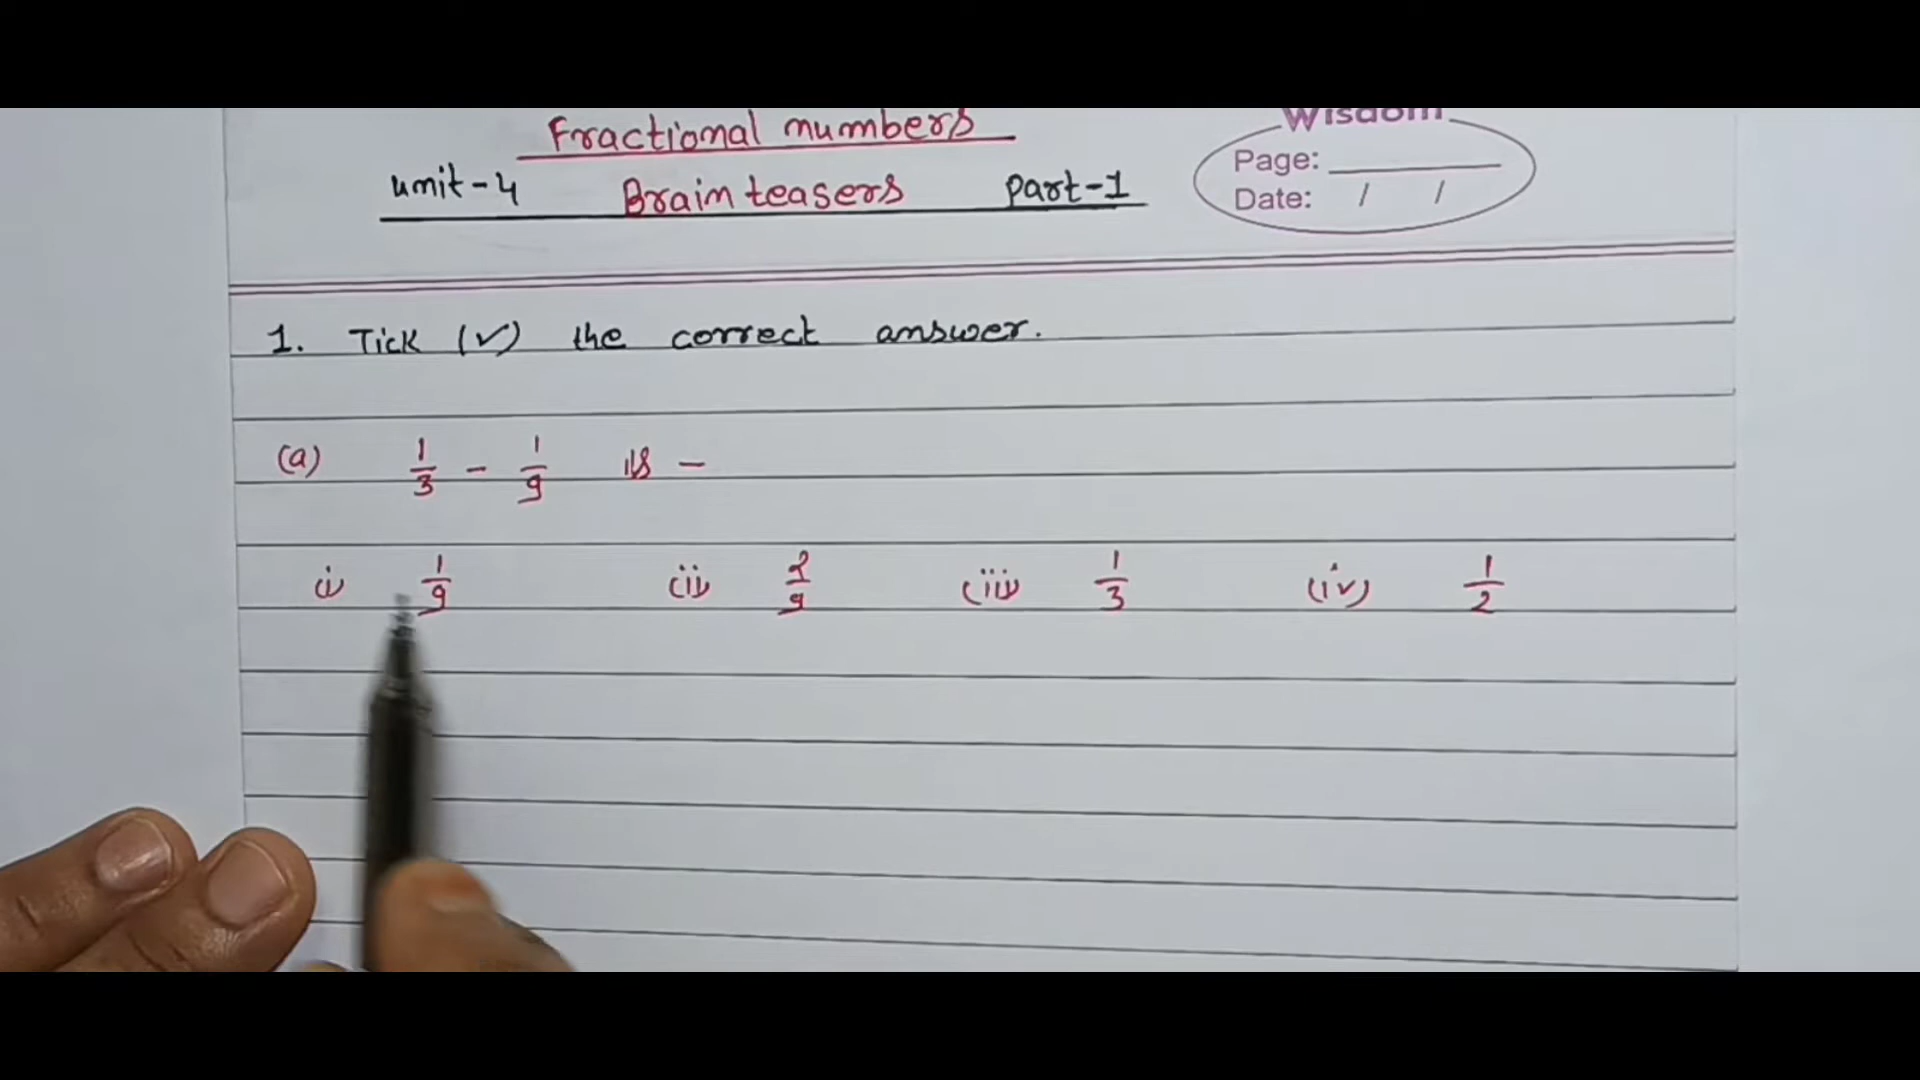 Wisdom
Fractional numbers
Page:
unit-4 Brain teasers Part-1
Date: / /
1. Tick (✓) the correct answer.
(a) 1/3 - 1/9 is -
(i) 1/9 (ii) 2/9 (iii) 1/3 (iv) 1/2